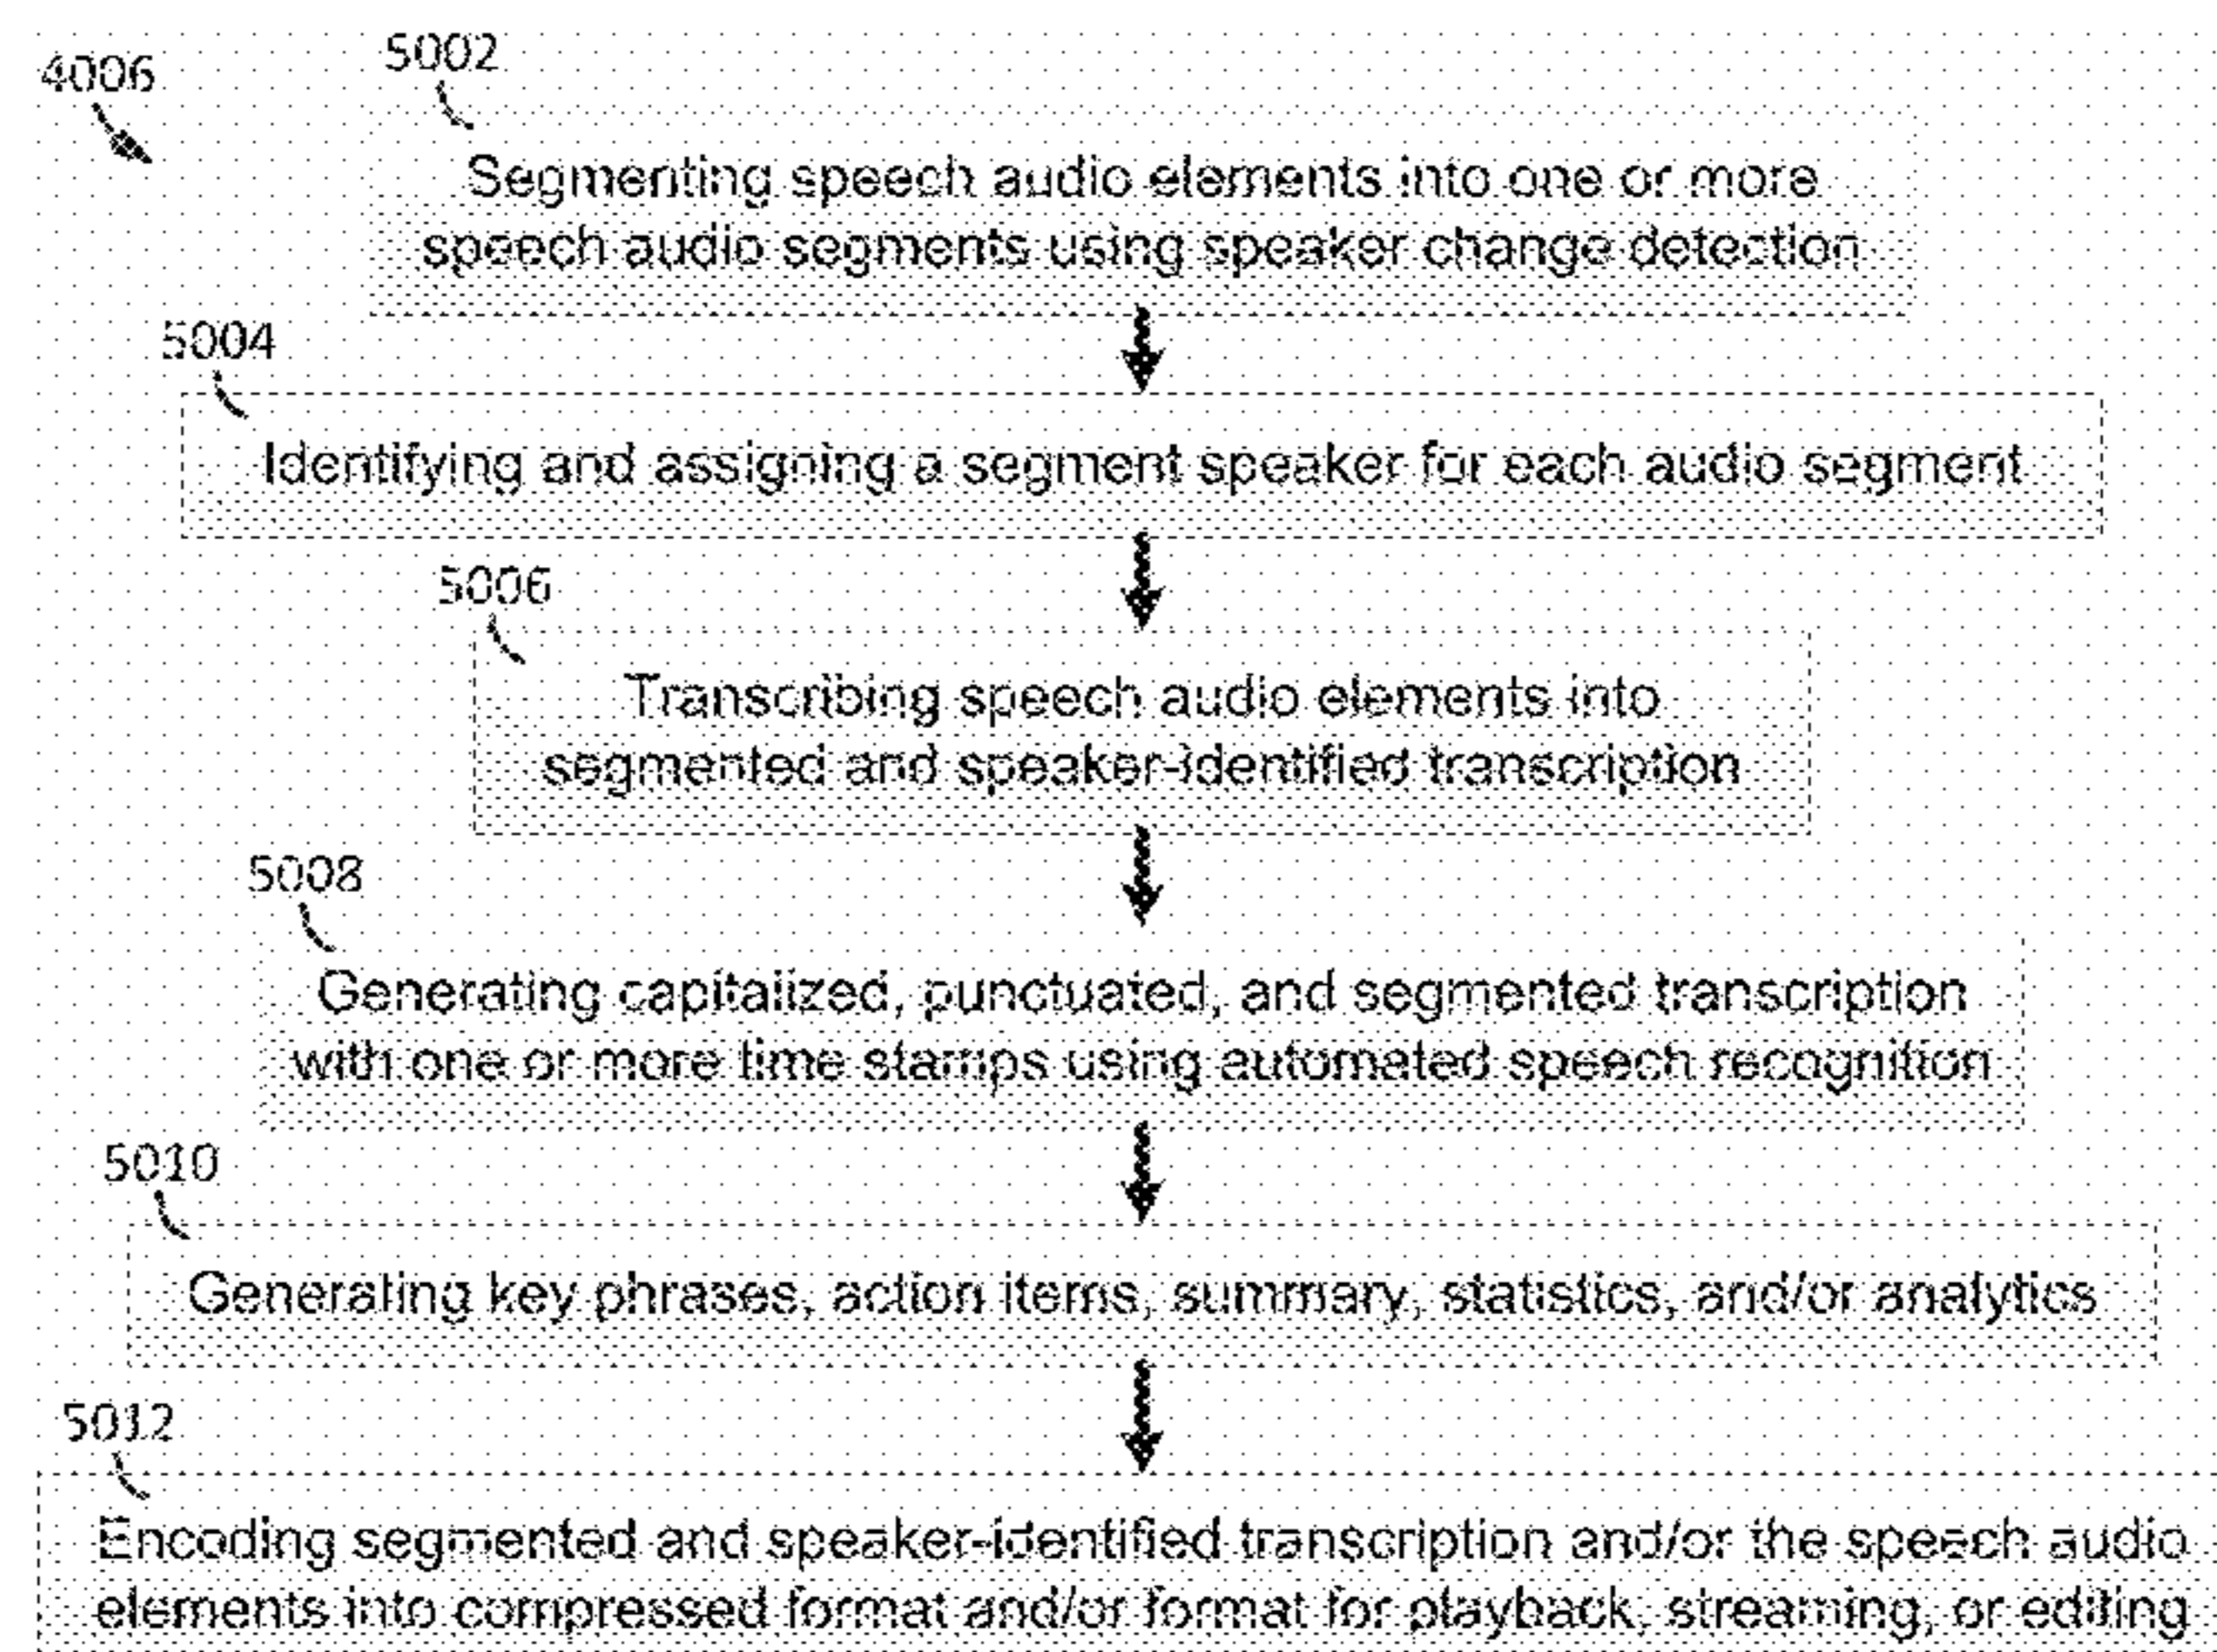 4006
5002
Segmenting speech audio elements into one or more
speech audio segments using speaker change detection
5004
Identifying and assigning a segment speaker for each audio segment
5006
Transcribing speech audio elements into
segmented and speaker-identified transcription
5008
Generating capitalized, punctuated, and segmented transcription
with one or more time stamps using automated speech recognition
5010
Generating key phrases, action items, summary, statistics, and/or analytics
5012
Encoding segmented and speaker-identified transcription and/or the speech audio
elements into compressed format and/or format for playback, streaming, or editing